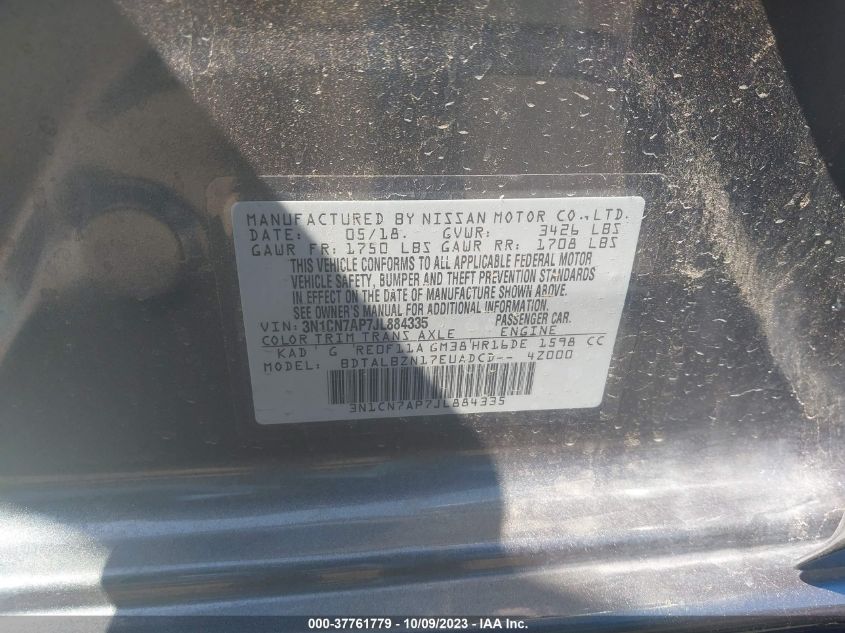 MANUFACTURED BY NISSAN MOTOR CO.,LTD.
DATE: 05/18. GVWR: 3426 LBS
GAWR FR: 1750 LBS GAWR RR: 1708 LBS
THIS VEHICLE CONFORMS TO ALL APPLICABLE FEDERAL MOTOR
VEHICLE SAFETY, BUMPER AND THEFT PREVENTION STANDARDS
IN EFFECT ON THE DATE OF MANUFACTURE SHOWN ABOVE.
SEE OWNER'S MANUAL FOR ADDITIONAL INFORMATION.
VIN: 3N1CN7AP7JL884335 PASSENGER CAR.
COLOR TRIM TRANS AXLE ENGINE
KAD G RE0F11A GM38 HR16DE 1598 CC
MODEL: BDTALBZN17EUADCD-- 4Z000
3N1CN7AP7JL884335
000-37761779 - 10/09/2023 - IAA Inc.